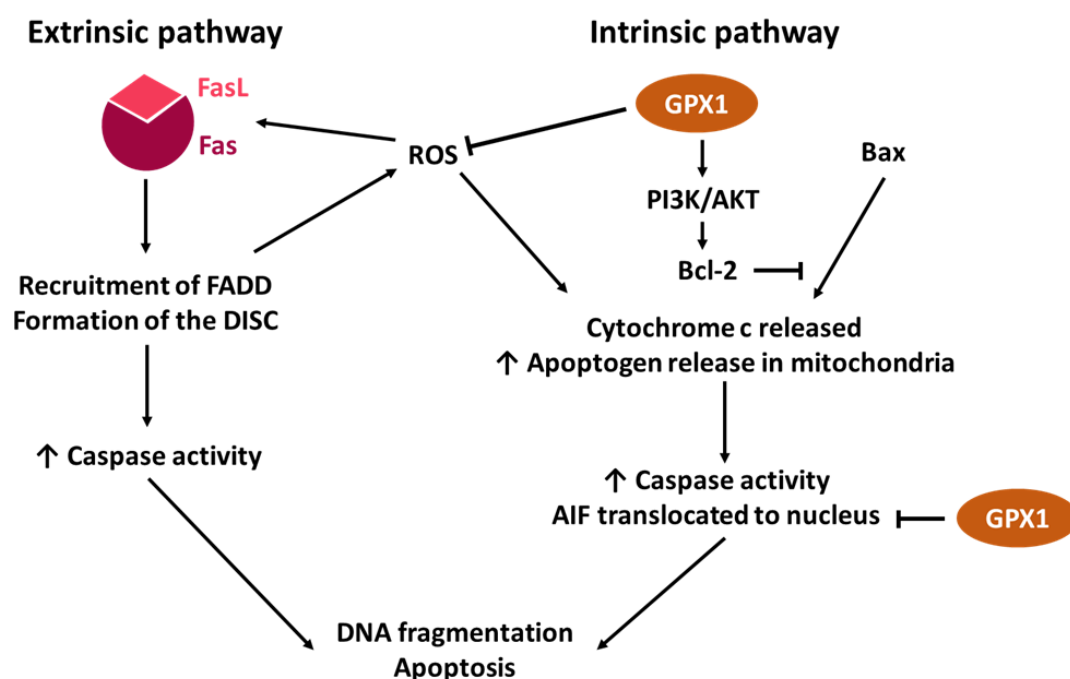 Extrinsic pathway
Intrinsic pathway
FasL
Fas
GPX1
ROS
Bax
PI3K/AKT
Bcl-2
Recruitment of FADD
Formation of the DISC
Cytochrome c released
↑ Apoptogen release in mitochondria
↑ Caspase activity
↑ Caspase activity
AIF translocated to nucleus
GPX1
DNA fragmentation
Apoptosis